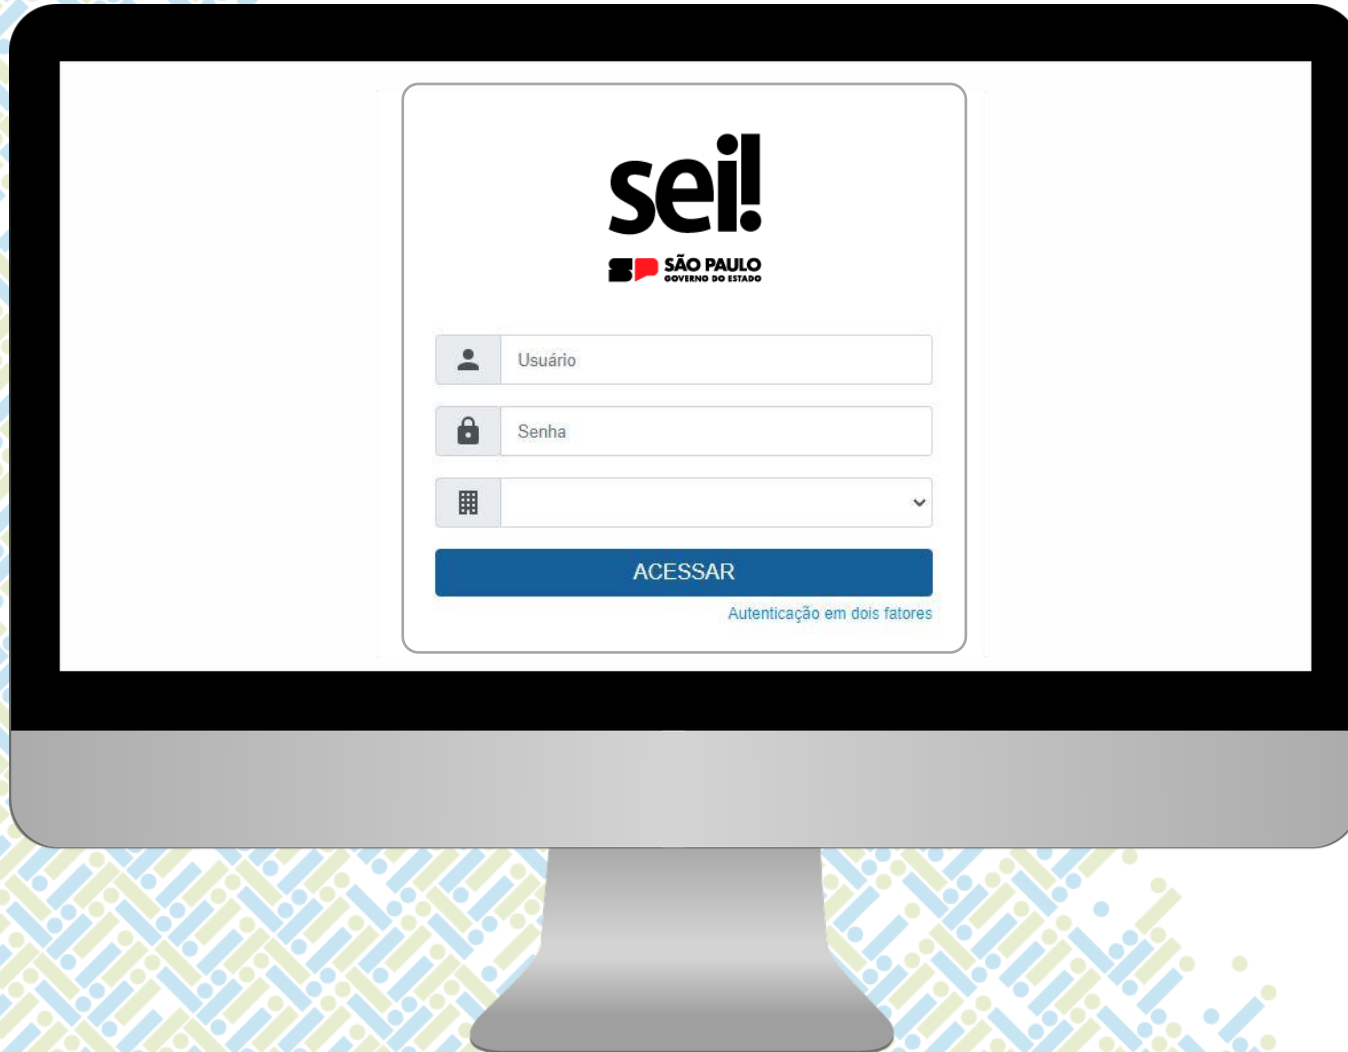 sei!
SÃO PAULO
GOVERNO DO ESTADO
Usuário
Senha
ACESSAR
Autenticação em dois fatores